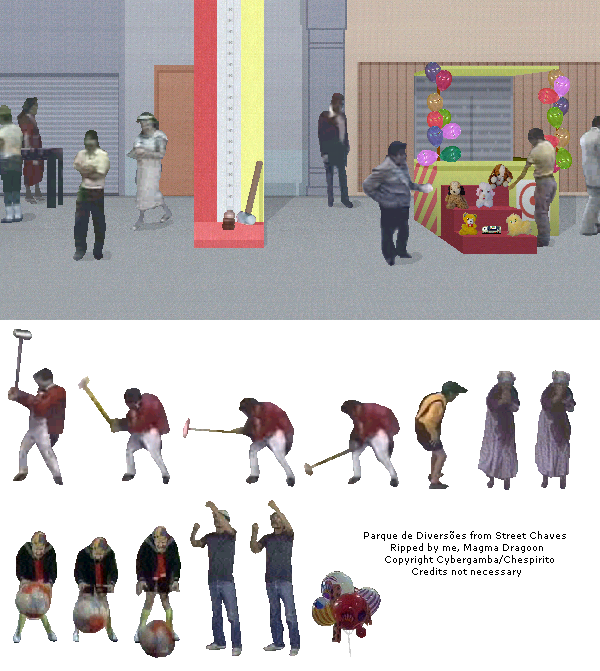 Parque de Diversões from Street Chaves
Ripped by me, Magma Dragoon
Copyright Cybergamba/Chespirito
Credits not necessary